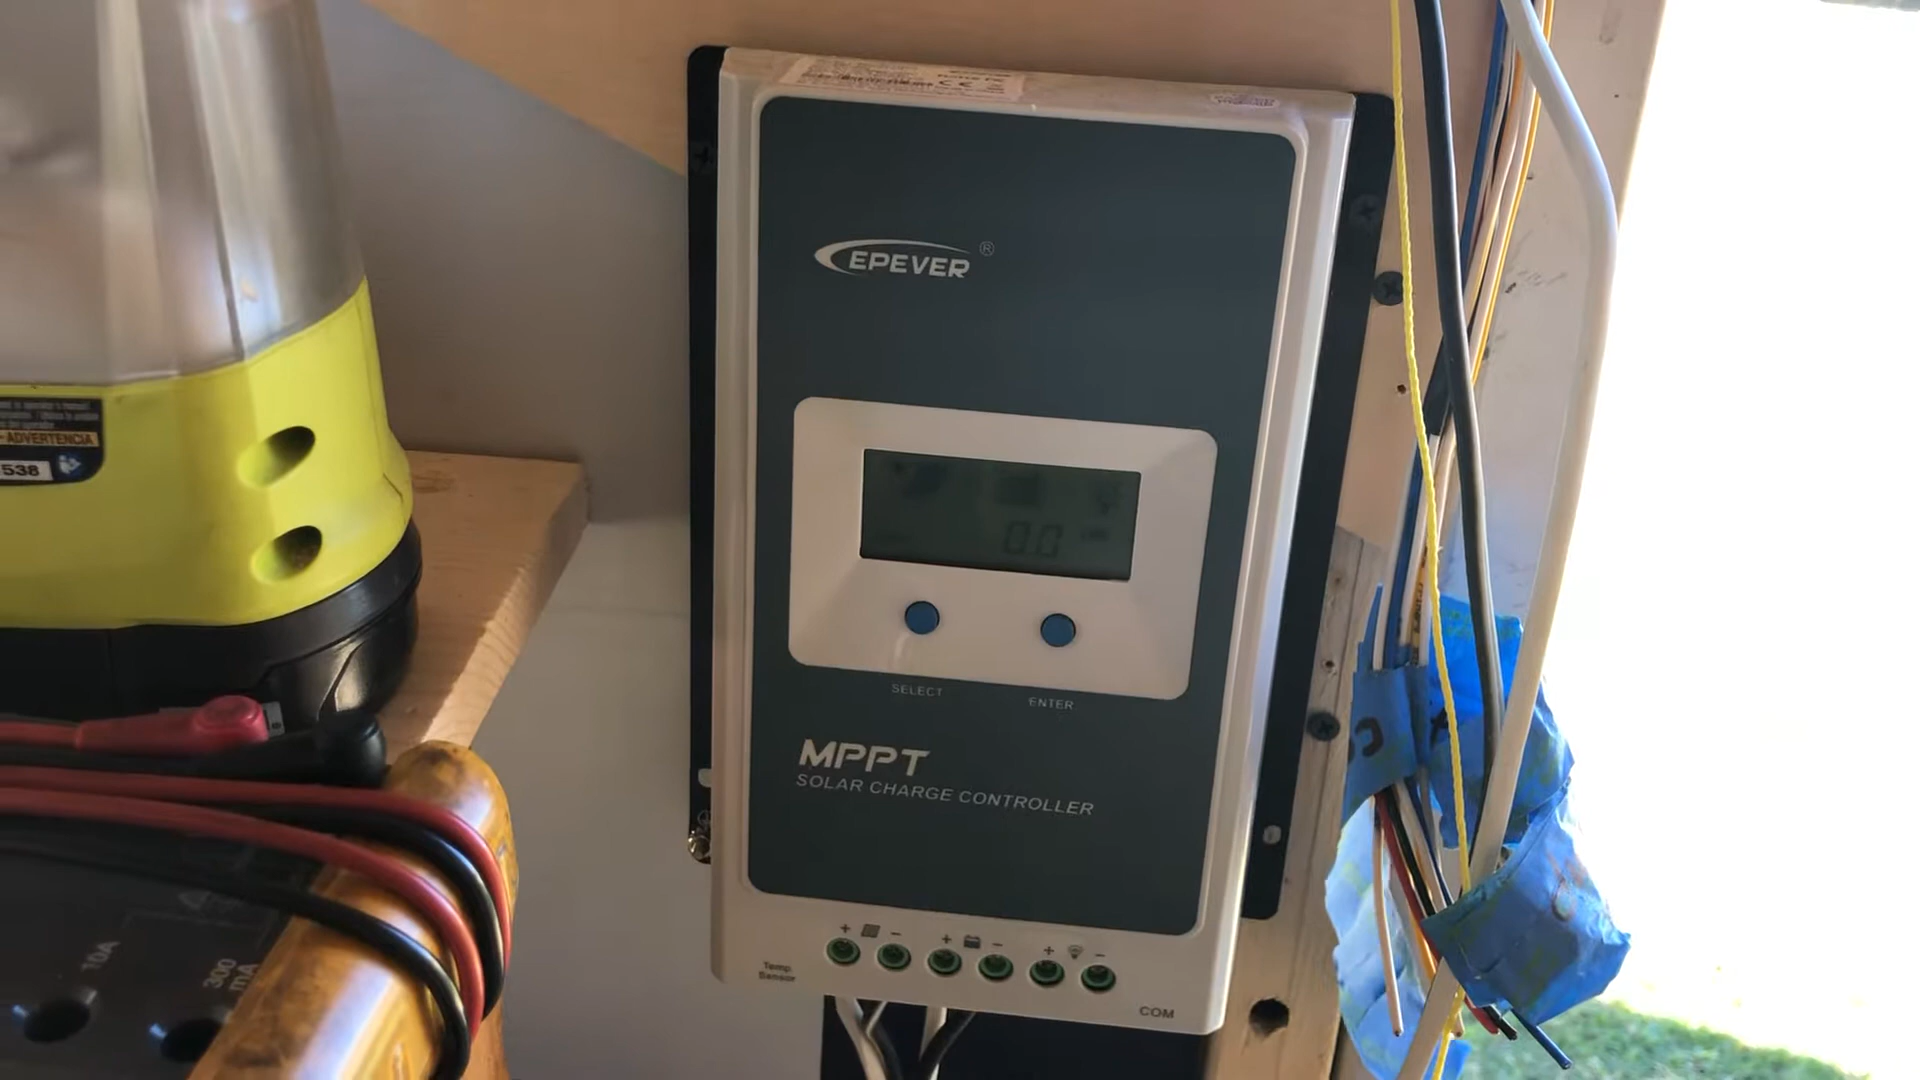 EPEVER ®
0.0
SELECT
ENTER
MPPT
SOLAR CHARGE CONTROLLER
+ − + − + −
Temp
Sensor
COM
ADVERTENCIA
538
10A
300
mA